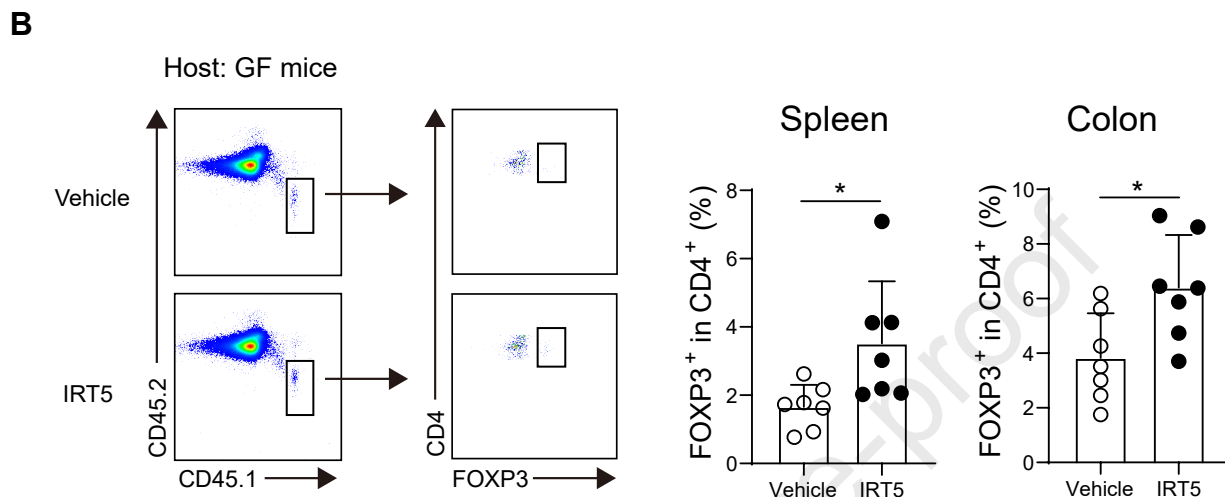 B
Host: GF mice
Vehicle
IRT5
CD45.2
CD45.1
CD4
FOXP3
Spleen
FOXP3+ in CD4+ (%)
8
6
4
2
0
*
Vehicle IRT5
Colon
FOXP3+ in CD4+ (%)
10
8
6
4
2
0
*
Vehicle IRT5
e-proof